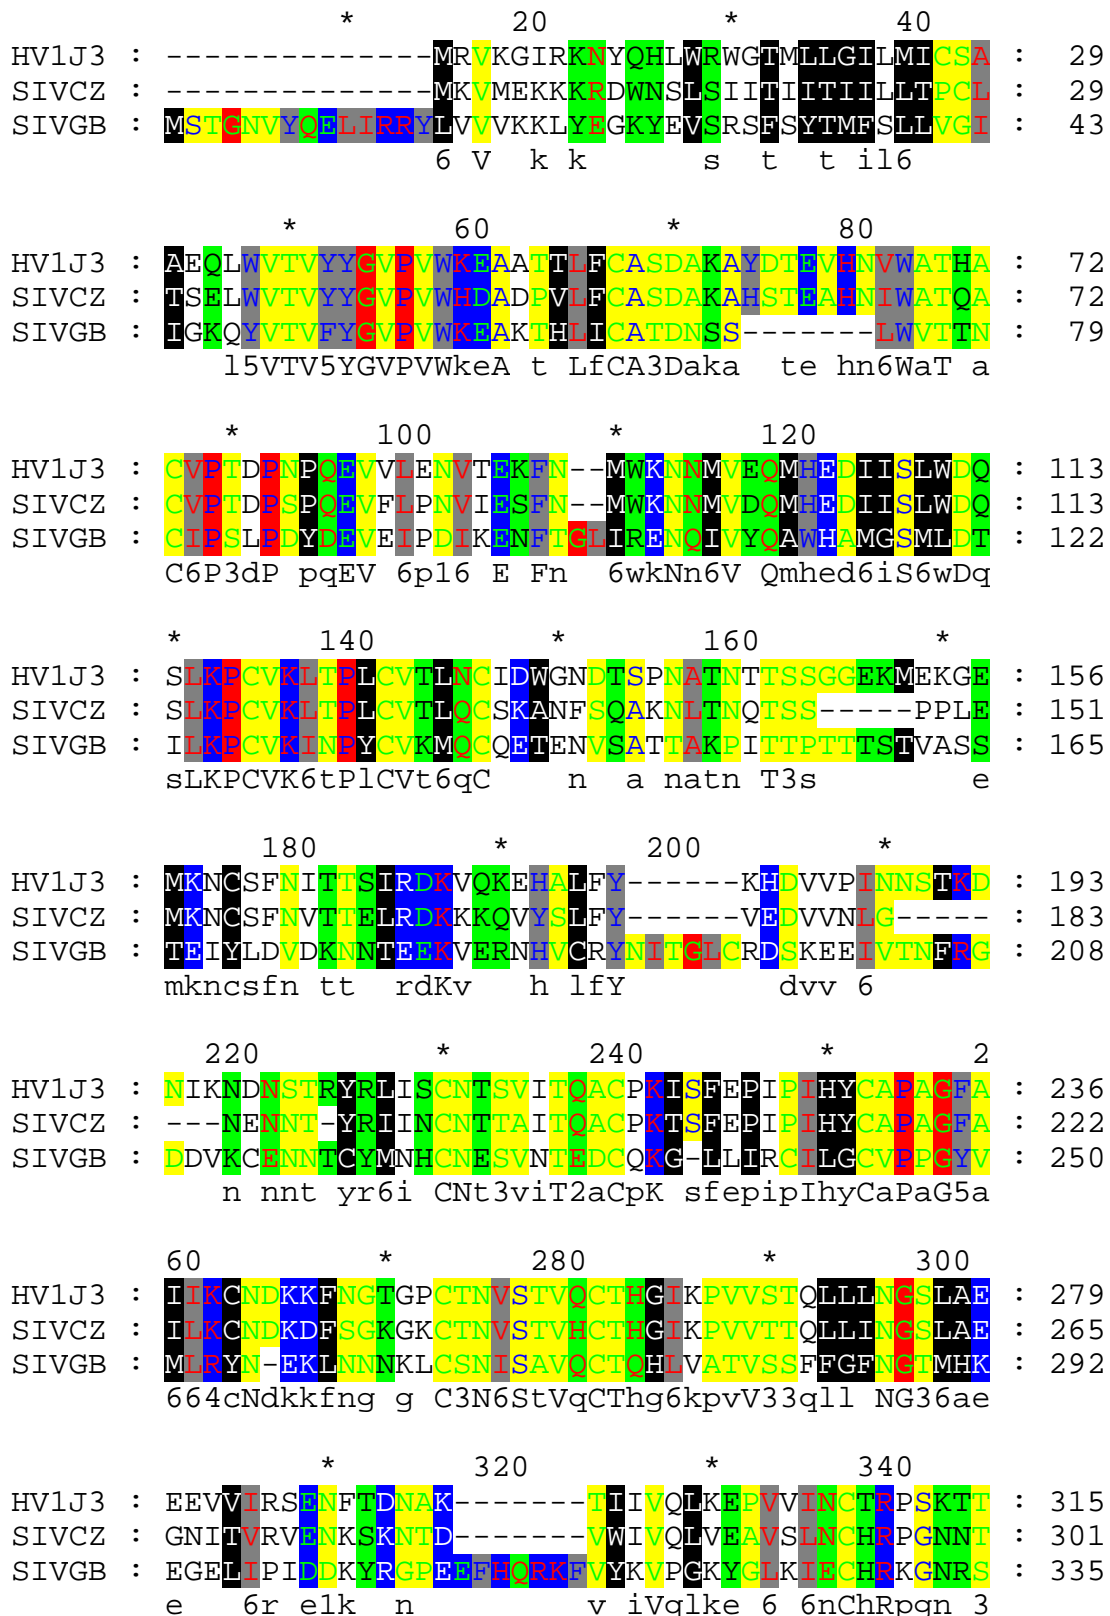 * 20 * 40
HV1J3 : --------------MRVKGIRKNYQHLWRWGTMLLGILMICSA : 29
SIVCZ : --------------MKVMEKKKRDWNSLSIITIITIILLTPCL : 29
SIVGB : MSTGNVYQELIRRYLVVVKKLYEGKYEVSRSFSYTMFSLLVGI : 43
6 V k k s t t il6
* 60 * 80
HV1J3 : AEQLWVTVYYGVPVWKEAATTLFCASDAKAYDTEVHNVWATHA : 72
SIVCZ : TSELWVTVYYGVPVWHDADPVLFCASDAKAHSTEAHNIWATQA : 72
SIVGB : IGKQYVTVFYGVPVWKEAKTHLICATDNSS-------LWVTTN : 79
l5VTV5YGVPVWkeA t LfCA3Daka te hn6WaT a
* 100 * 120
HV1J3 : CVPTDPNPQEVVLENVTEKFN--MWKNNMVEQMHEDIISLWDQ : 113
SIVCZ : CVPTDPSPQEVFLPNVIESFN--MWKNNMVDQMHEDIISLWDQ : 113
SIVGB : CIPSLPDYDEVEIPDIKENFTGLIRENQIVYQAWHAMGSMLDT : 122
C6P3dP pqEV 6pl6 E Fn 6wkNn6V Qmhed6iS6wDq
* 140 * 160 *
HV1J3 : SLKPCVKLTPLCVTLNCIDWGNDTSPNATNTTSSGGEKMEKGE : 156
SIVCZ : SLKPCVKLTPLCVTLQCSKANFSQAKNLTNQTSS-----PPLE : 151
SIVGB : ILKPCVKINPYCVKMQCQETENVSATTAKPITTPTTTSTVASS : 165
sLKPCVK6tPlCVt6qC n a natn T3s e
180 * 200 *
HV1J3 : MKNCSFNITTSIRDKVQKEHALFY------KHDVVPINNSTKD : 193
SIVCZ : MKNCSFNVTTELRDKKKQVYSLFY------VEDVVNLG----- : 183
SIVGB : TEIYLDVDKNNTEEKVERNHVCRYNITGLCRDSKEEIVTNFRG : 208
mkncsfn tt rdKv h lfY dvv 6
220 * 240 * 2
HV1J3 : NIKNDNSTRYRLISCNTSVITQACPKISFEPIPIHYCAPAGFA : 236
SIVCZ : ---NENNT-YRIINCNTTAITQACPKTSFEPIPIHYCAPAGFA : 222
SIVGB : DDVKCENNTCYMNHCNESVNTEDCQKG-LLIRCILGCVPPGYV : 250
n nnt yr6i CNt3viT2aCpK sfepipIhyCaPaG5a
60 * 280 * 300
HV1J3 : IIKCNDKKFNGTGPCTNVSTVQCTHGIKPVVSTQLLLNGSLAE : 279
SIVCZ : ILKCNDKDFSGKGKCTNVSTVHCTHGIKPVVTTQLLINGSLAE : 265
SIVGB : MLRYN-EKLNNNKLCSNISAVQCTQHLVATVSSFFGFNGTMHK : 292
664cNdkkfng g C3N6StVqCThg6kpvV33qll NG36ae
* 320 * 340
HV1J3 : EEVVIRSENFTDNAK-------TIIVQLKEPVVINCTRPSKTT : 315
SIVCZ : GNITVRVENKSKNTD-------VWIVQLVEAVSLNCHRPGNNT : 301
SIVGB : EGELIPIDDKYRGPEEFHQRKFVYKVPGKYGLKIECHRKGNRS : 335
e 6r elk n v iVqlke 6 6nChRpgn 3